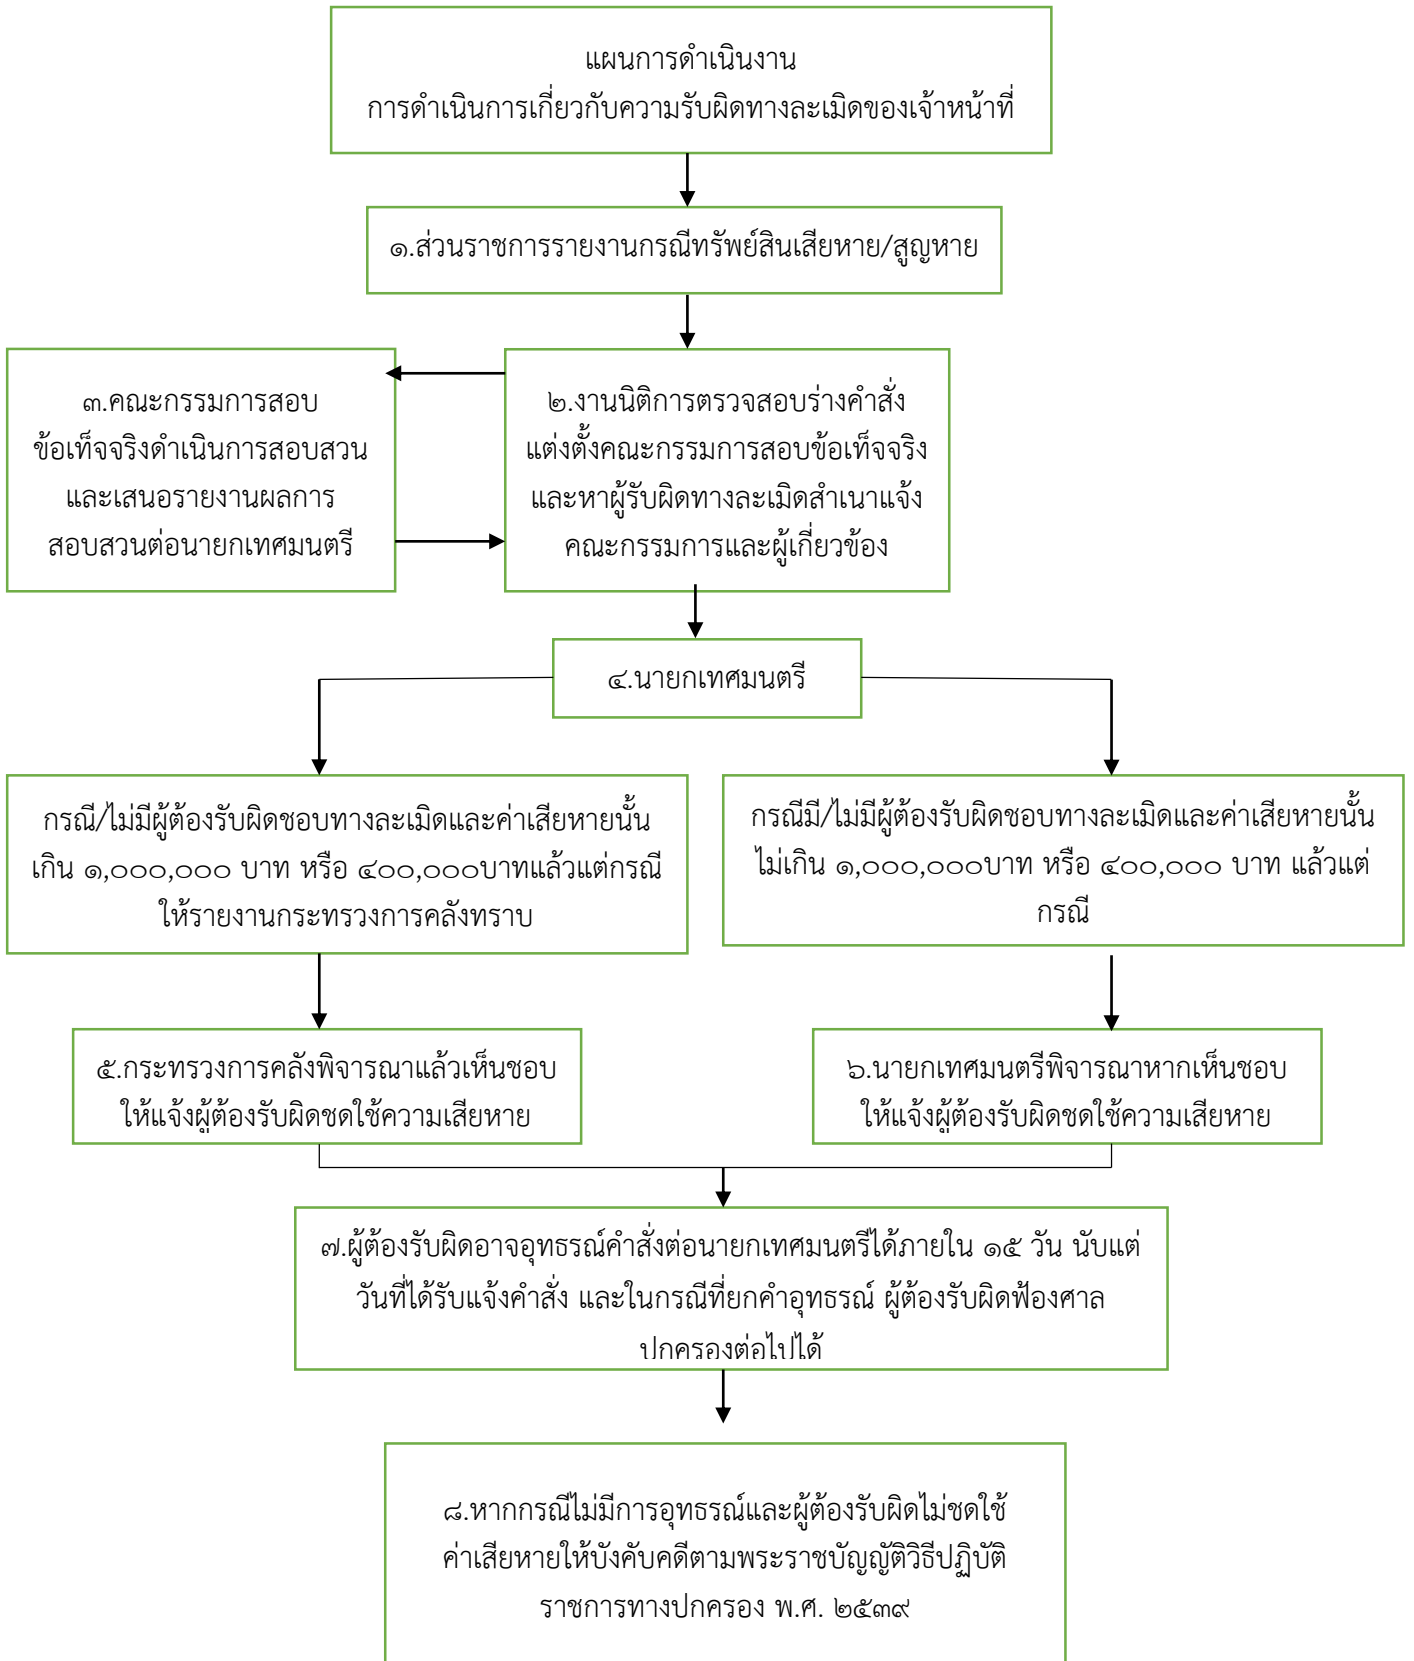 แผนการดำเนินงาน
การดำเนินการเกี่ยวกับความรับผิดทางละเมิดของเจ้าหน้าที่
๑.ส่วนราชการรายงานกรณีทรัพย์สินเสียหาย/สูญหาย
๓.คณะกรรมการสอบ
ข้อเท็จจริงดำเนินการสอบสวน
และเสนอรายงานผลการ
สอบสวนต่อนายกเทศมนตรี
๒.งานนิติการตรวจสอบร่างคำสั่ง
แต่งตั้งคณะกรรมการสอบข้อเท็จจริง
และหาผู้รับผิดทางละเมิดสำเนาแจ้ง
คณะกรรมการและผู้เกี่ยวข้อง
๔.นายกเทศมนตรี
กรณี/ไม่มีผู้ต้องรับผิดชอบทางละเมิดและค่าเสียหายนั้น
เกิน ๑,๐๐๐,๐๐๐ บาท หรือ ๔๐๐,๐๐๐บาทแล้วแต่กรณี
ให้รายงานกระทรวงการคลังทราบ
กรณีมี/ไม่มีผู้ต้องรับผิดชอบทางละเมิดและค่าเสียหายนั้น
ไม่เกิน ๑,๐๐๐,๐๐๐บาท หรือ ๔๐๐,๐๐๐ บาท แล้วแต่
กรณี
๕.กระทรวงการคลังพิจารณาแล้วเห็นชอบ
ให้แจ้งผู้ต้องรับผิดชดใช้ความเสียหาย
๖.นายกเทศมนตรีพิจารณาหากเห็นชอบ
ให้แจ้งผู้ต้องรับผิดชดใช้ความเสียหาย
๗.ผู้ต้องรับผิดอาจอุทธรณ์คำสั่งต่อนายกเทศมนตรีได้ภายใน ๑๕ วัน นับแต่
วันที่ได้รับแจ้งคำสั่ง และในกรณีที่ยกคำอุทธรณ์ ผู้ต้องรับผิดฟ้องศาล
ปกครองต่อไปได้
๘.หากกรณีไม่มีการอุทธรณ์และผู้ต้องรับผิดไม่ชดใช้
ค่าเสียหายให้บังคับคดีตามพระราชบัญญัติวิธีปฏิบัติ
ราชการทางปกครอง พ.ศ. ๒๕๓๙